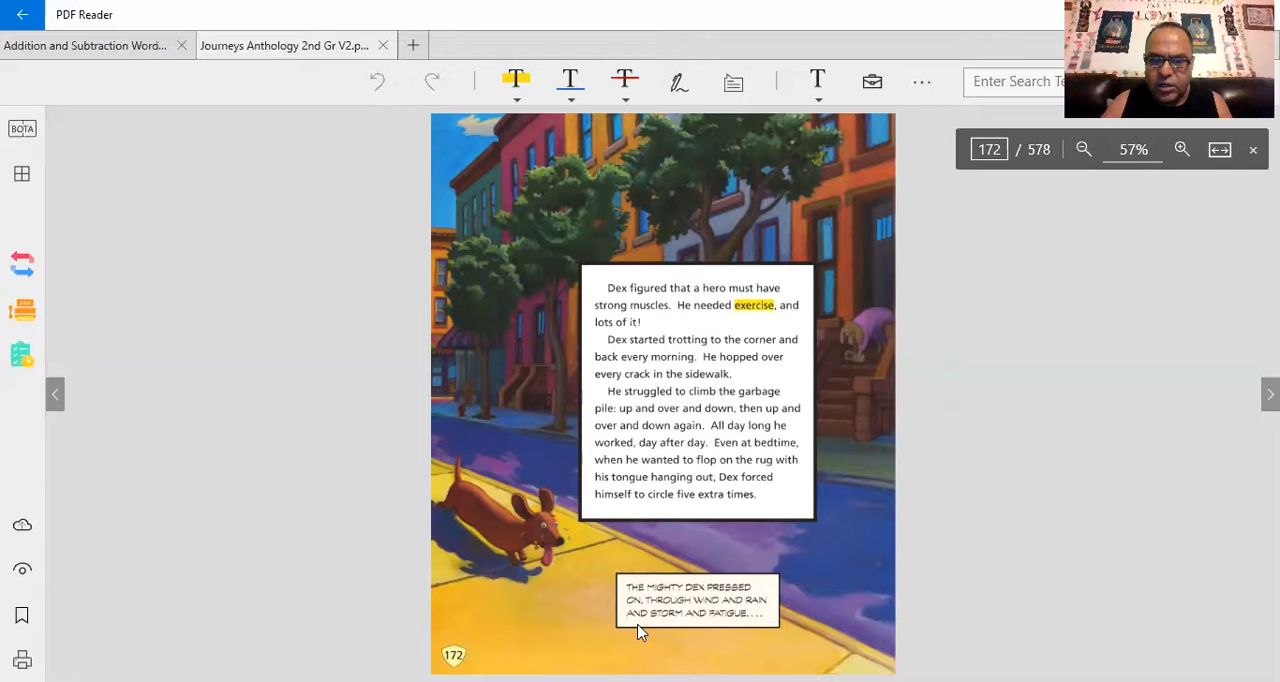 PDF Reader
Addition and Subtraction Word...
Journeys Anthology 2nd Gr V2.p...
BOTA
172 / 578
57%
Dex figured that a hero must have
strong muscles. He needed exercise, and
lots of it!
Dex started trotting to the corner and
back every morning. He hopped over
every crack in the sidewalk.
He struggled to climb the garbage
pile: up and over and down, then up and
over and down again. All day long he
worked, day after day. Even at bedtime,
when he wanted to flop on the rug with
his tongue hanging out, Dex forced
himself to circle five extra times.
THE MIGHTY DEX PRESSED
ON, THROUGH WIND AND RAIN
AND STORM AND FATIGUE....
172
T
T
T
T
Enter Search Te
LOVE